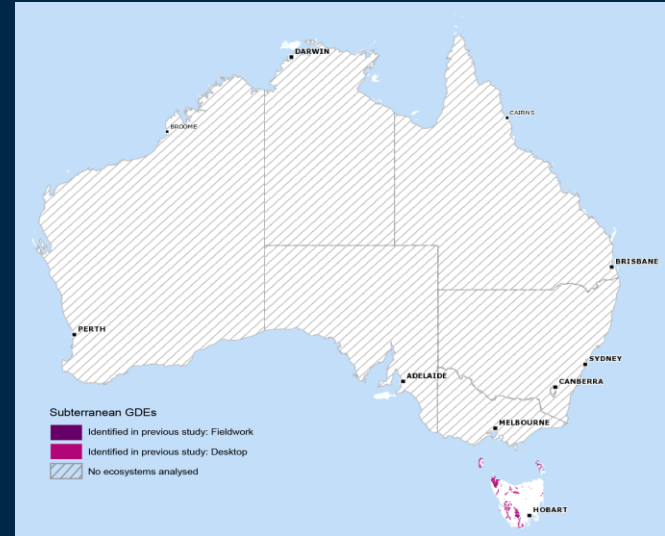 DARWIN
CAIRNS
BROOME
BRISBANE
PERTH
SYDNEY
ADELAIDE
CANBERRA
MELBOURNE
HOBART
Subterranean GDEs
Identified in previous study: Fieldwork
Identified in previous study: Desktop
No ecosystems analysed